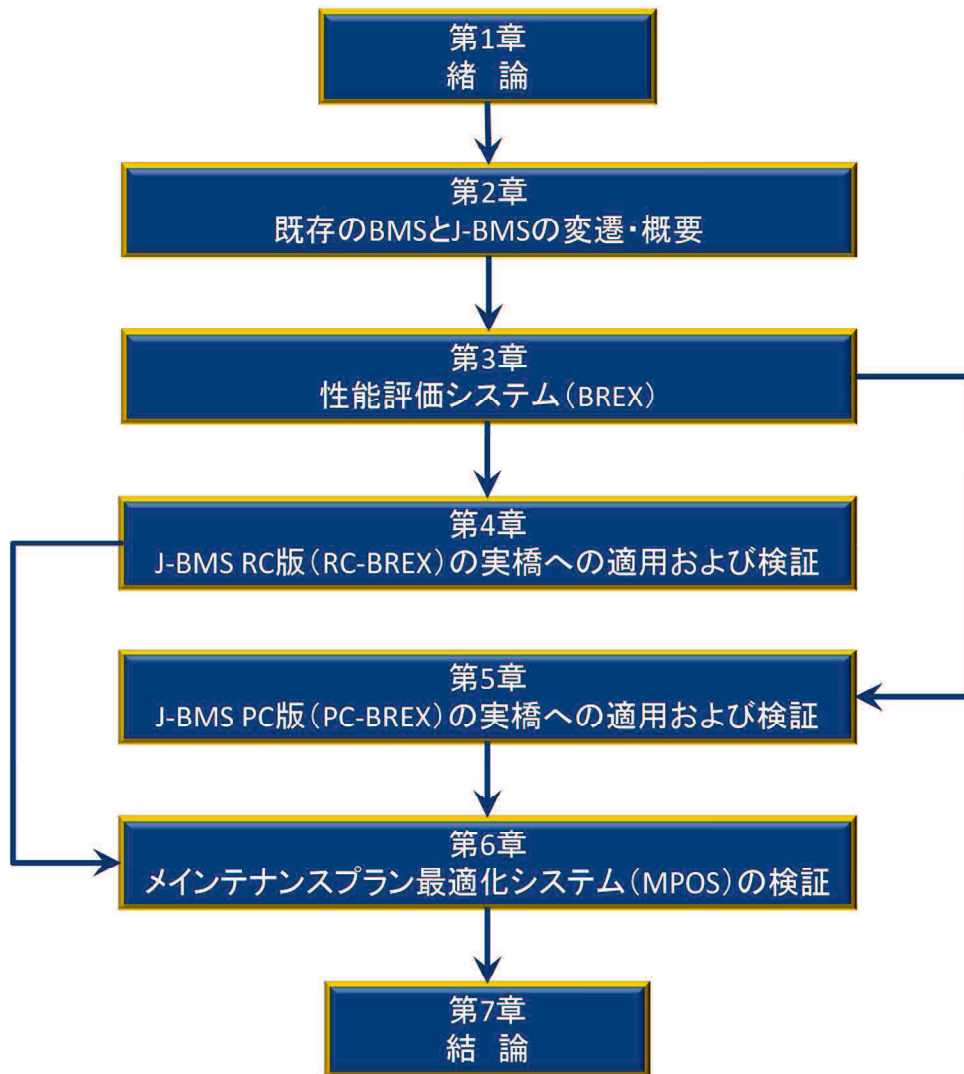 第1章
緒　論
第2章
既存のBMSとJ-BMSの変遷・概要
第3章
性能評価システム（BREX）
第4章
J-BMS RC版（RC-BREX）の実橋への適用および検証
第5章
J-BMS PC版（PC-BREX）の実橋への適用および検証
第6章
メインテナンスプラン最適化システム（MPOS）の検証
第7章
結　論